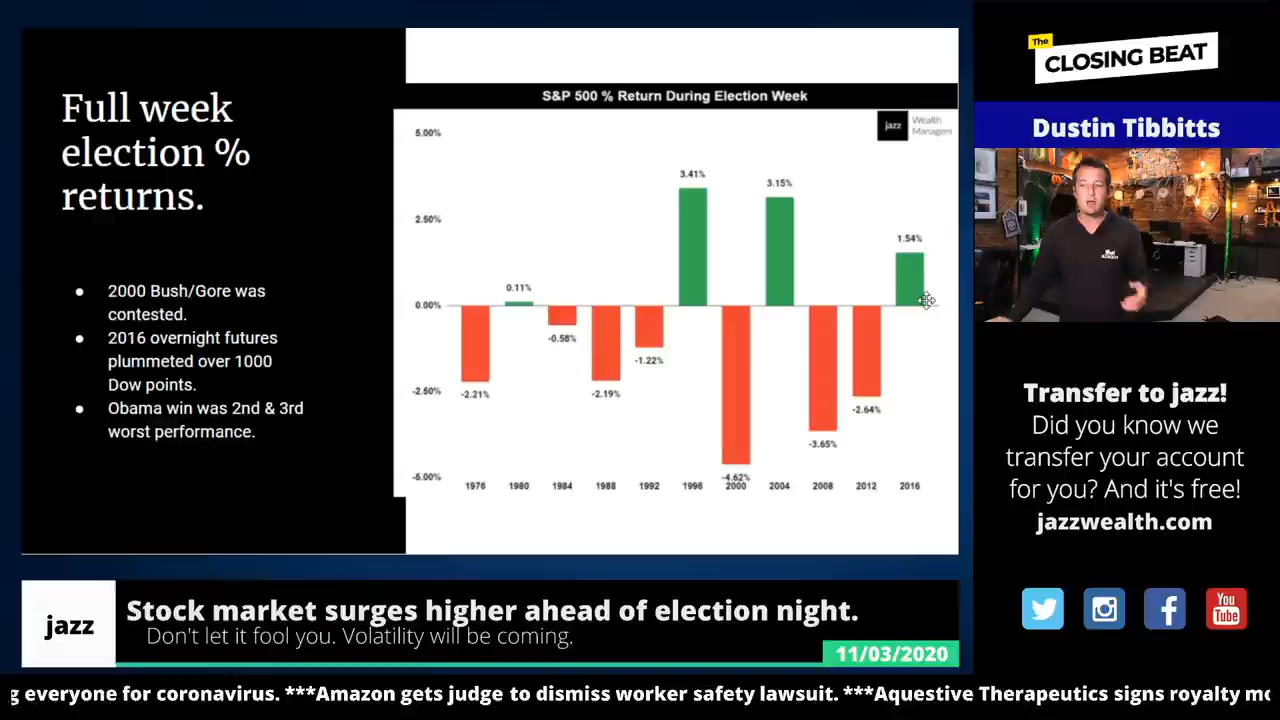 Full week
election %
returns.
● 2000 Bush/Gore was
contested.
● 2016 overnight futures
plummeted over 1000
Dow points.
● Obama win was 2nd & 3rd
worst performance.
S&P 500 % Return During Election Week
jazz
Wealth
5.00%
2.50%
0.00%
-2.50%
-5.00%
-2.21%
0.11%
-0.58%
-2.19%
-1.22%
3.41%
-4.62%
3.15%
-3.65%
-2.64%
1.54%
1976 1980 1984 1988 1992 1996 2000 2004 2008 2012 2016
The
CLOSING BEAT
Dustin Tibbitts
Transfer to jazz!
Did you know we
transfer your account
for you? And it's free!
jazzwealth.com
You
Tube
jazz
Stock market surges higher ahead of election night.
Don't let it fool you. Volatility will be coming.
11/03/2020
g everyone for coronavirus. ***Amazon gets judge to dismiss worker safety lawsuit. ***Aquestive Therapeutics signs royalty